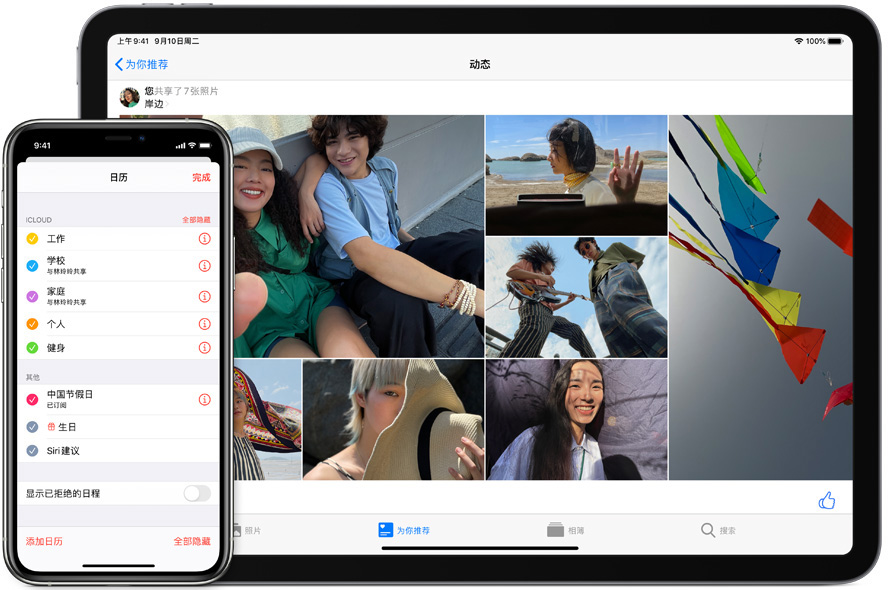 上午9:41 9月10日周二
100%
为你推荐
动态
您共享了7张照片
岸边
照片
为你推荐
相簿
搜索
9:41
日历
完成
ICLOUD
全部隐藏
工作
学校
与林玲玲共享
家庭
与林玲玲共享
个人
健身
其他
中国节假日
已订阅
生日
Siri建议
显示已拒绝的日程
添加日历
全部隐藏